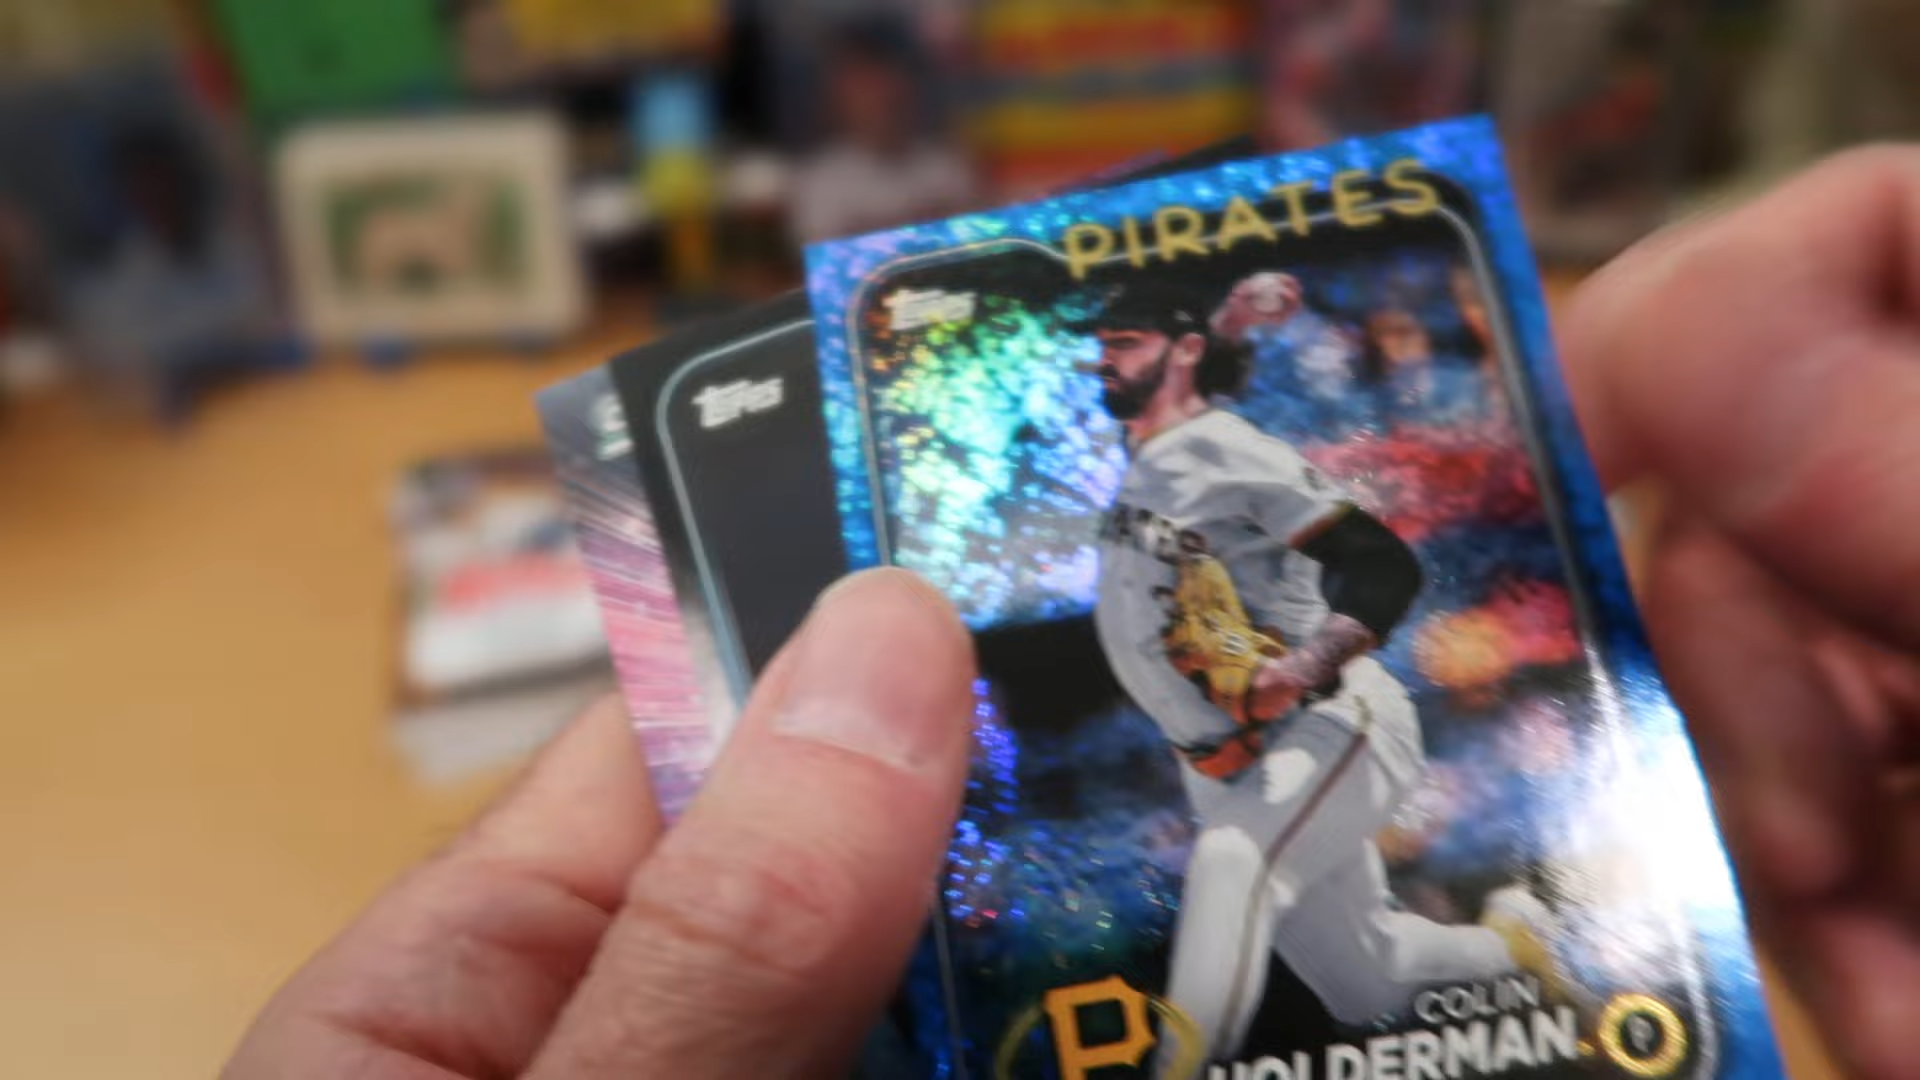 PIRATES
Topps
Topps
COLIN
HOLDERMAN
P
P